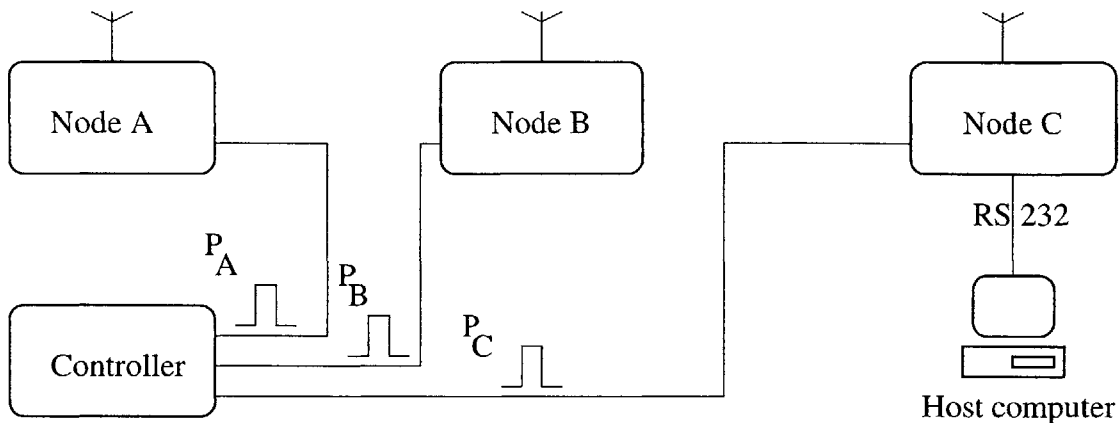 Node A
Node B
Node C
RS 232
P_A
P_B
P_C
Controller
Host computer